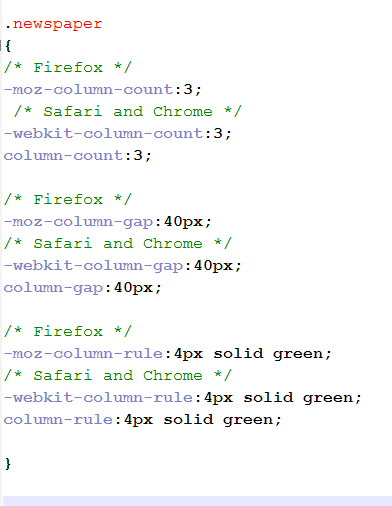 .newspaper
{
/* Firefox */
-moz-column-count:3;
/* Safari and Chrome */
-webkit-column-count:3;
column-count:3;
/* Firefox */
-moz-column-gap:40px;
/* Safari and Chrome */
-webkit-column-gap:40px;
column-gap:40px;
/* Firefox */
-moz-column-rule:4px solid green;
/* Safari and Chrome */
-webkit-column-rule:4px solid green;
column-rule:4px solid green;
}